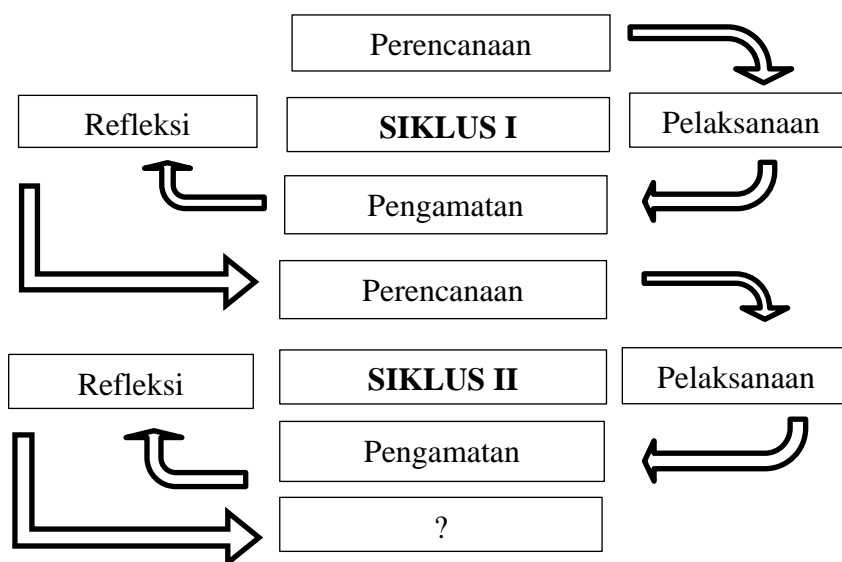 Perencanaan
Refleksi
SIKLUS I
Pelaksanaan
Pengamatan
Perencanaan
Refleksi
SIKLUS II
Pelaksanaan
Pengamatan
?